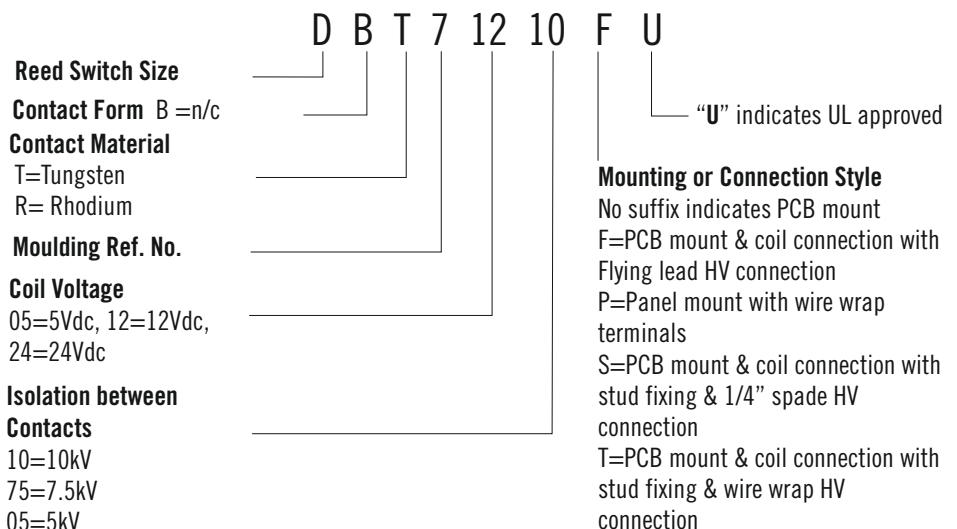 D B T 7 12 10 F U
Reed Switch Size
Contact Form B =n/c
Contact Material
T=Tungsten
R= Rhodium
Moulding Ref. No.
Coil Voltage
05=5Vdc, 12=12Vdc,
24=24Vdc
Isolation between
Contacts
10=10kV
75=7.5kV
05=5kV
“U” indicates UL approved
Mounting or Connection Style
No suffix indicates PCB mount
F=PCB mount & coil connection with
Flying lead HV connection
P=Panel mount with wire wrap
terminals
S=PCB mount & coil connection with
stud fixing & 1/4” spade HV
connection
T=PCB mount & coil connection with
stud fixing & wire wrap HV
connection